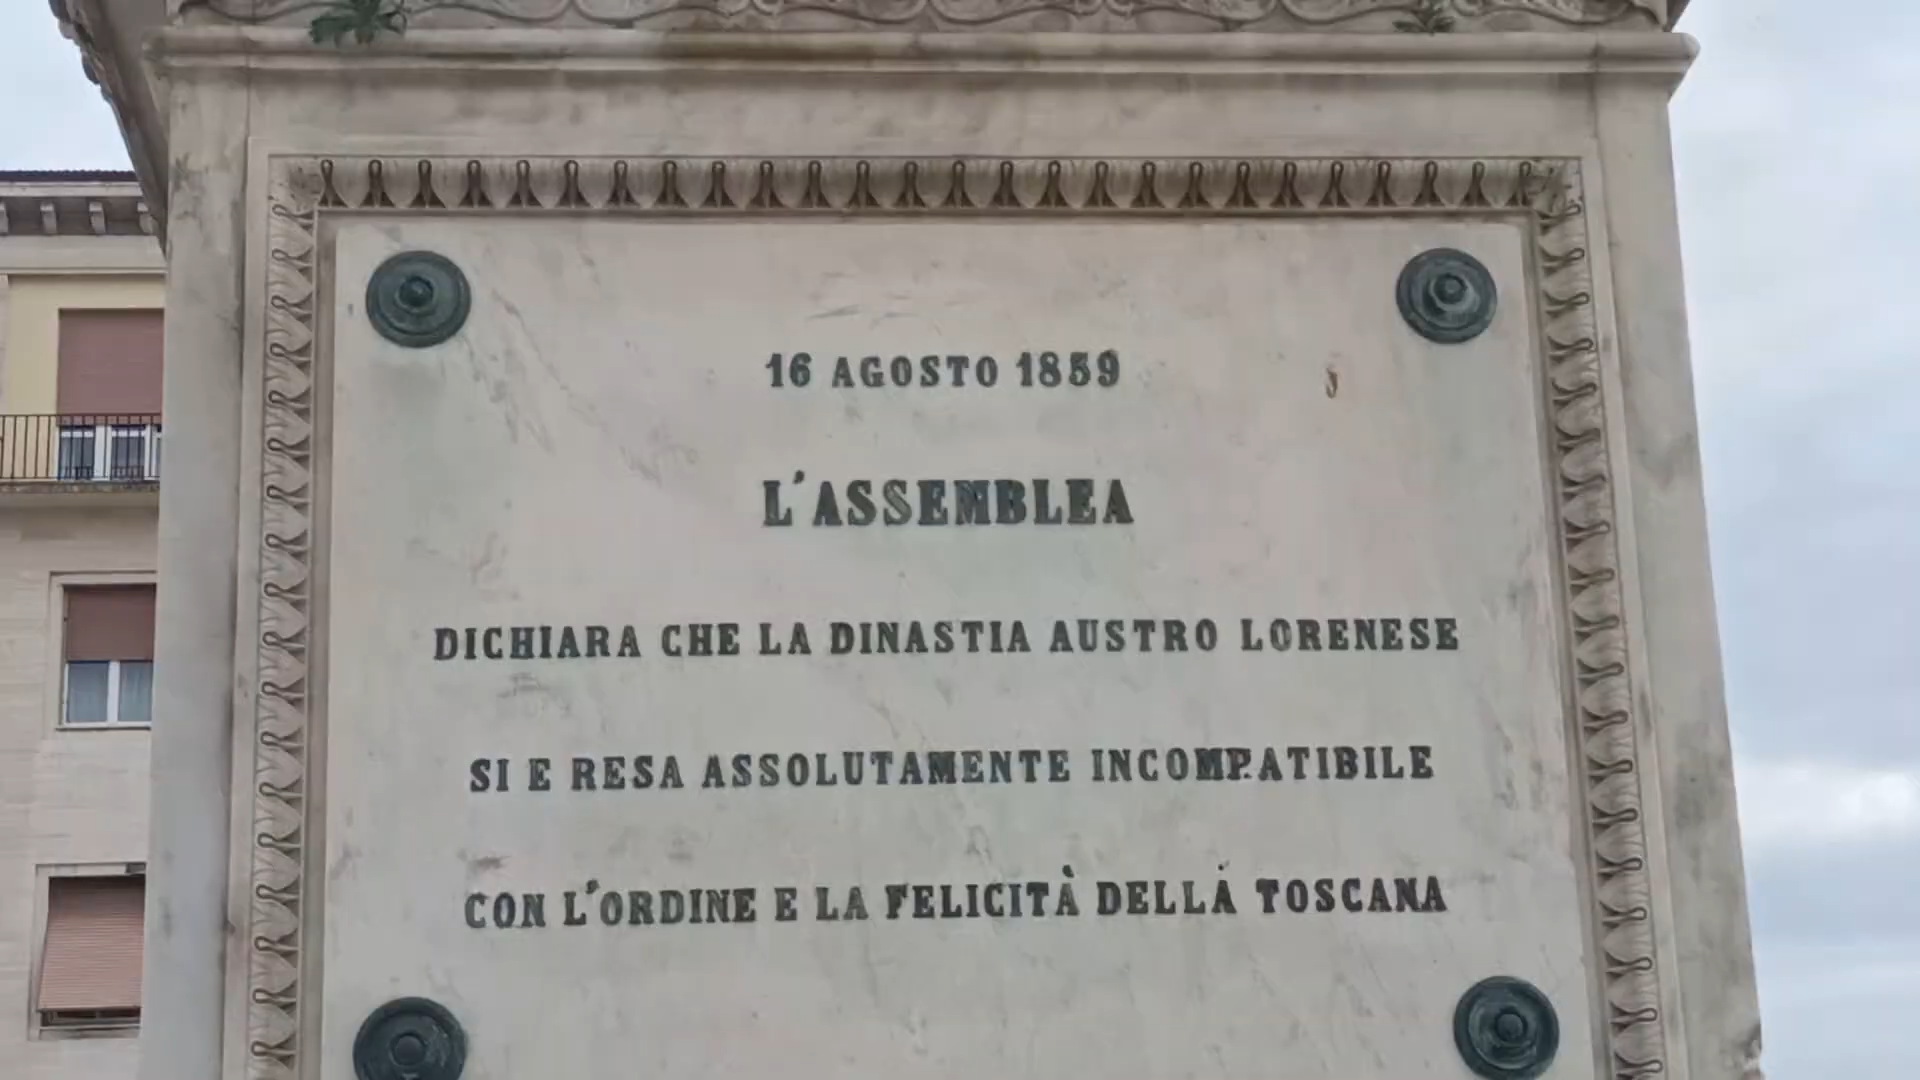 16 AGOSTO 1859
L'ASSEMBLEA
DICHIARA CHE LA DINASTIA AUSTRO LORENESE
SI E RESA ASSOLUTAMENTE INCOMPATIBILE
CON L'ORDINE E LA FELICITÀ DELLA TOSCANA